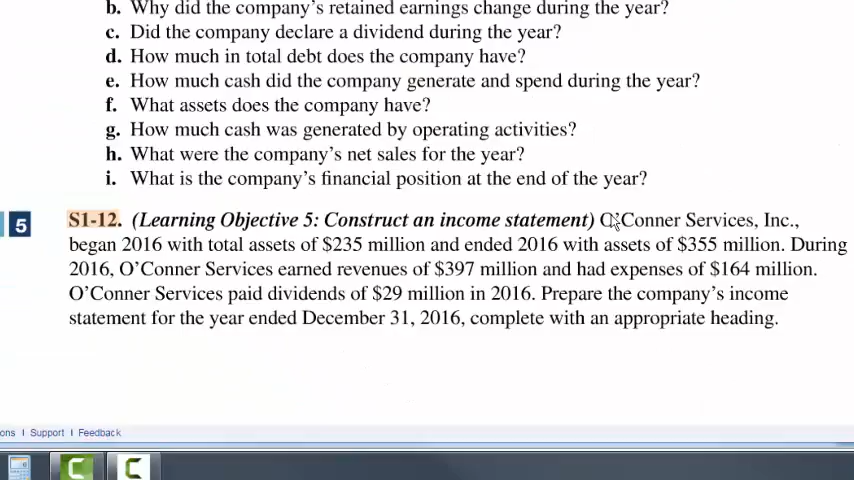 b. Why did the company's retained earnings change during the year?
c. Did the company declare a dividend during the year?
d. How much in total debt does the company have?
e. How much cash did the company generate and spend during the year?
f. What assets does the company have?
g. How much cash was generated by operating activities?
h. What were the company's net sales for the year?
i. What is the company's financial position at the end of the year?
5 S1-12. (Learning Objective 5: Construct an income statement) O'Conner Services, Inc.,
began 2016 with total assets of $235 million and ended 2016 with assets of $355 million. During
2016, O'Conner Services earned revenues of $397 million and had expenses of $164 million.
O'Conner Services paid dividends of $29 million in 2016. Prepare the company's income
statement for the year ended December 31, 2016, complete with an appropriate heading.
ons | Support | Feedback